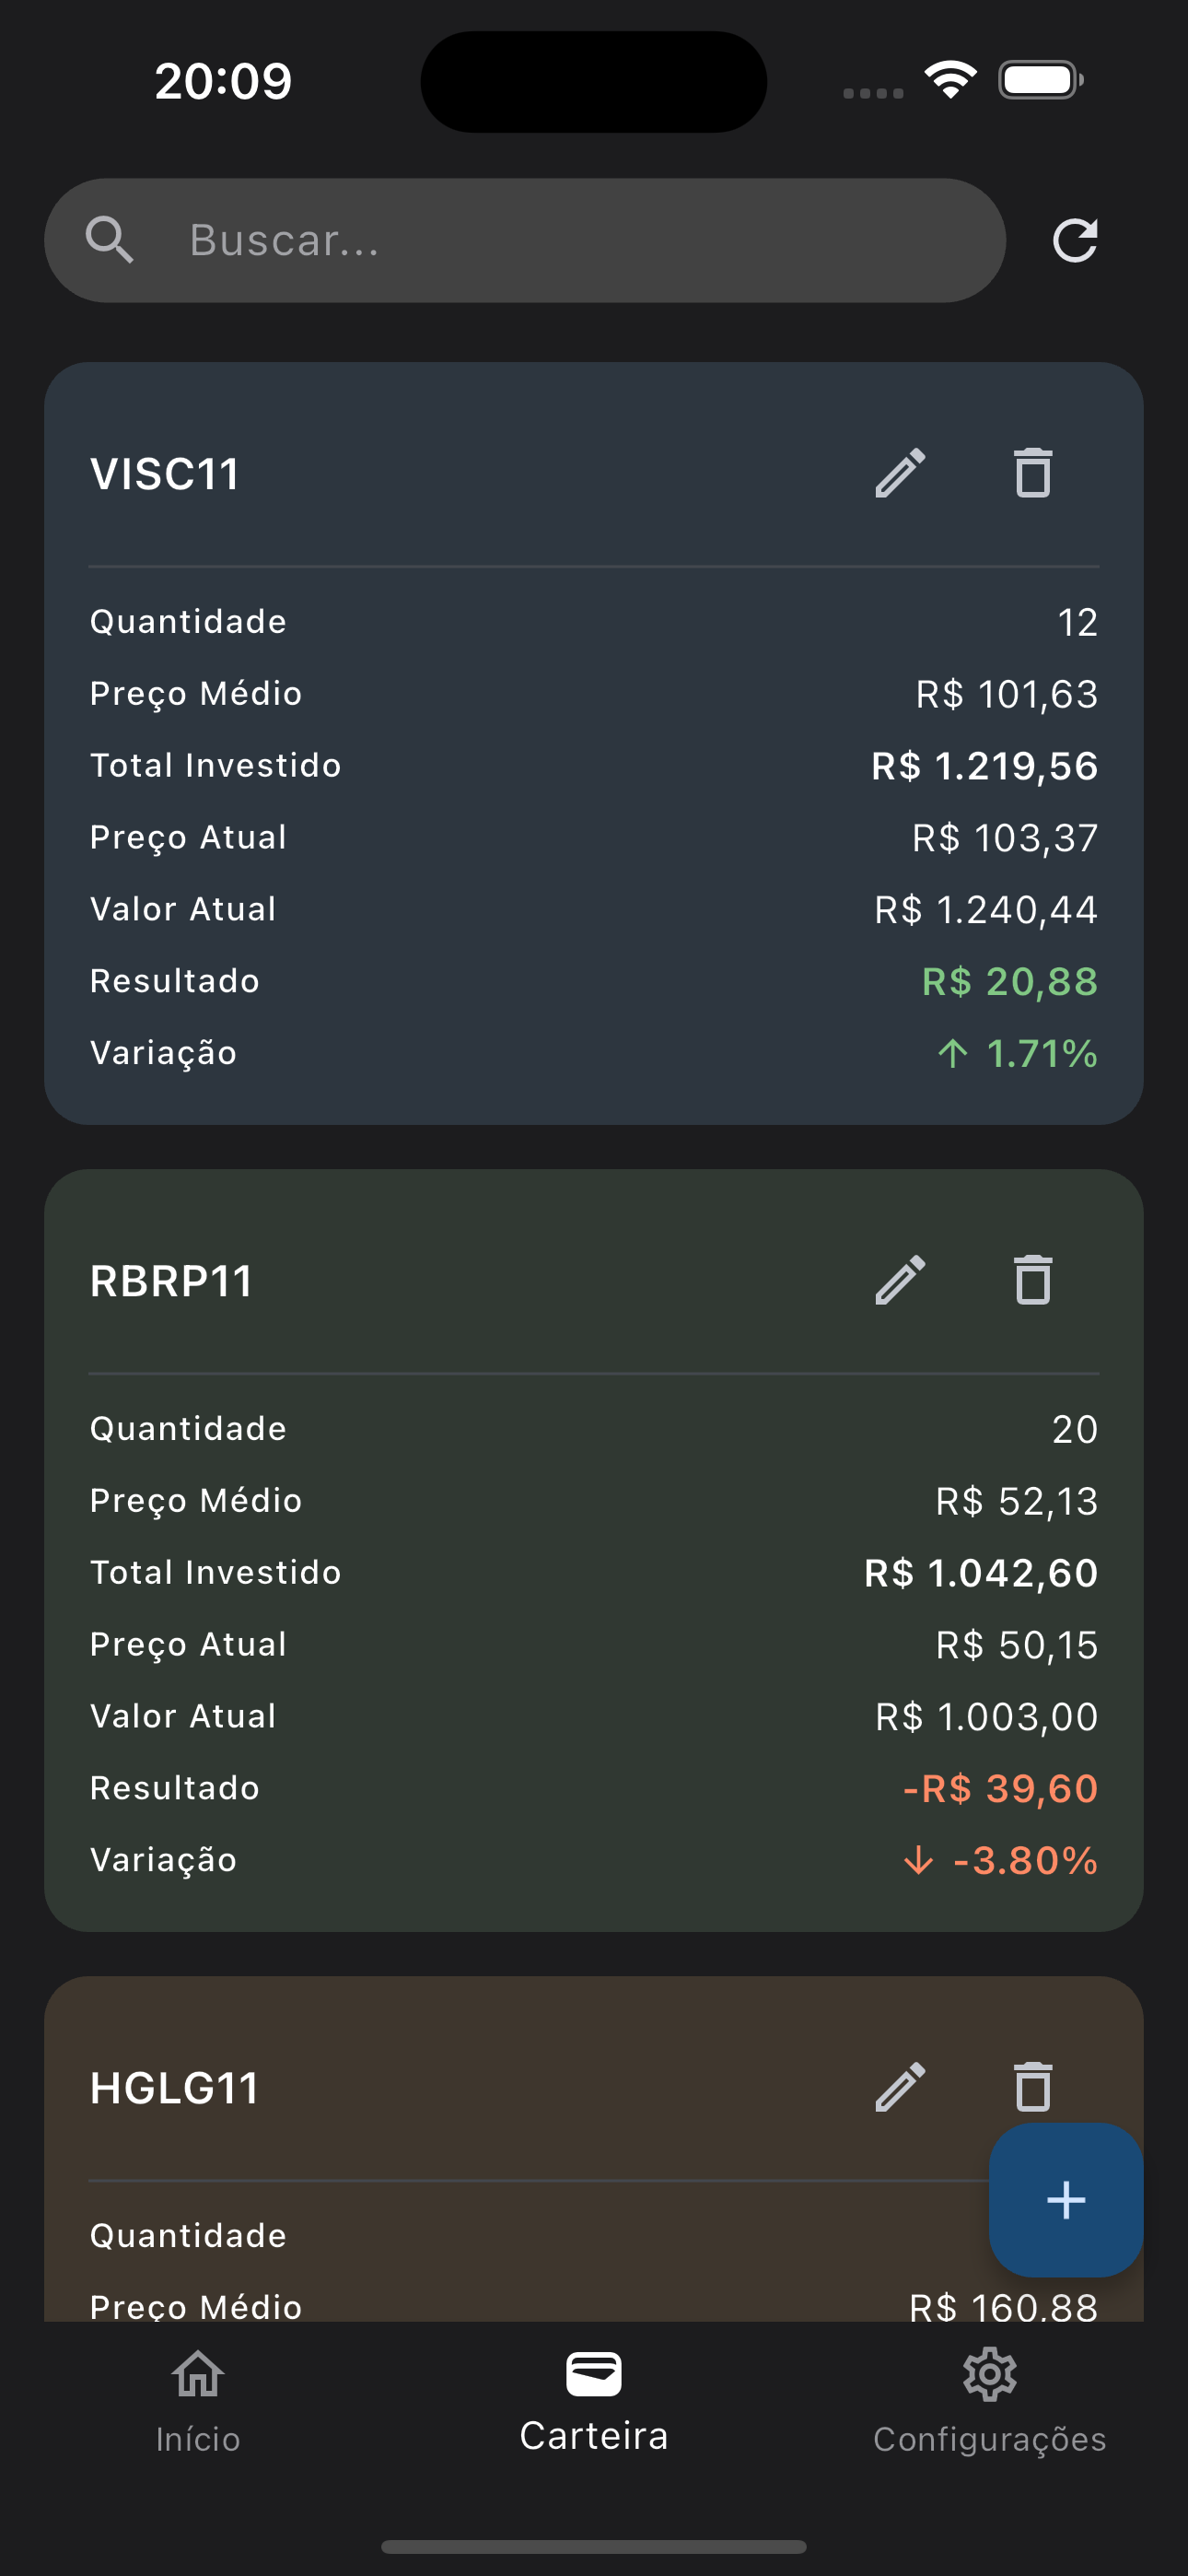 20:09
Buscar...
VISC11
Quantidade 12
Preço Médio R$ 101,63
Total Investido R$ 1.219,56
Preço Atual R$ 103,37
Valor Atual R$ 1.240,44
Resultado R$ 20,88
Variação ↑ 1.71%
RBRP11
Quantidade 20
Preço Médio R$ 52,13
Total Investido R$ 1.042,60
Preço Atual R$ 50,15
Valor Atual R$ 1.003,00
Resultado -R$ 39,60
Variação ↓ -3.80%
HGLG11
Quantidade
Preço Médio R$ 160,88
Início Carteira Configurações